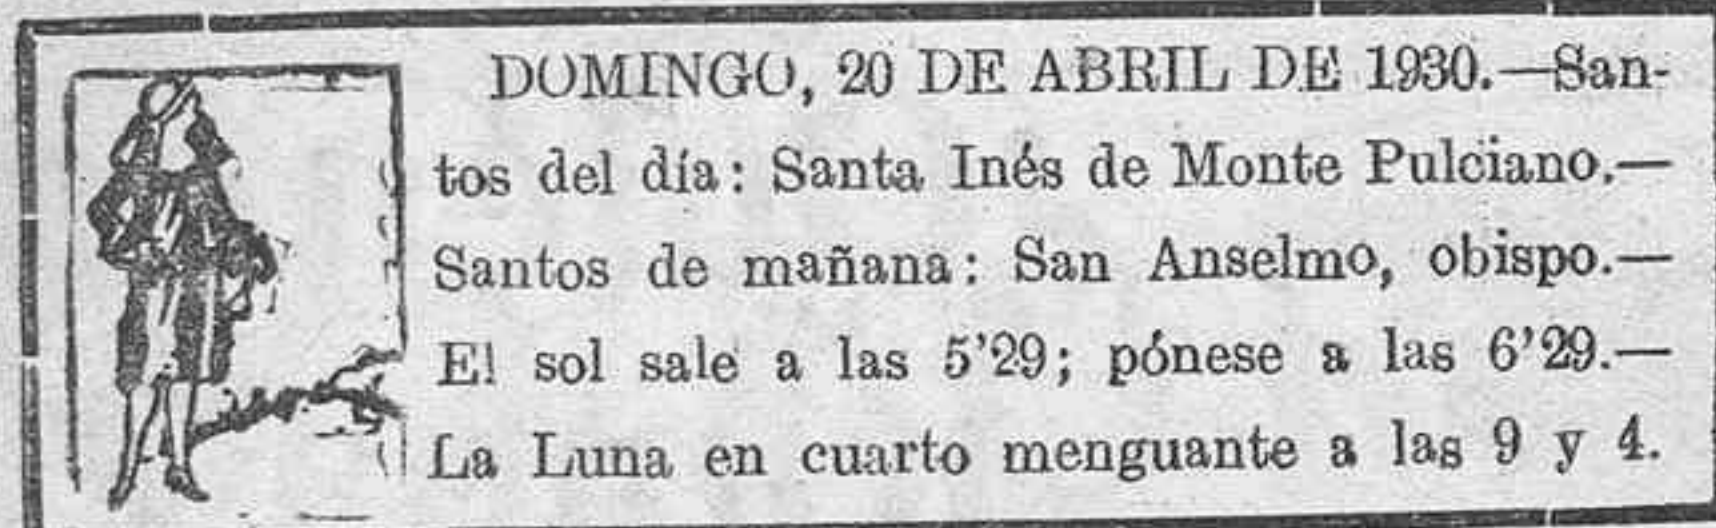 DOMINGO, 20 DE ABRIL DE 1930.—San-
tos del día: Santa Inés de Monte Pulciano.—
Santos de mañana: San Anselmo, obispo.—
El sol sale a las 5'29; pónese a las 6'29.—
La Luna en cuarto menguante a las 9 y 4.